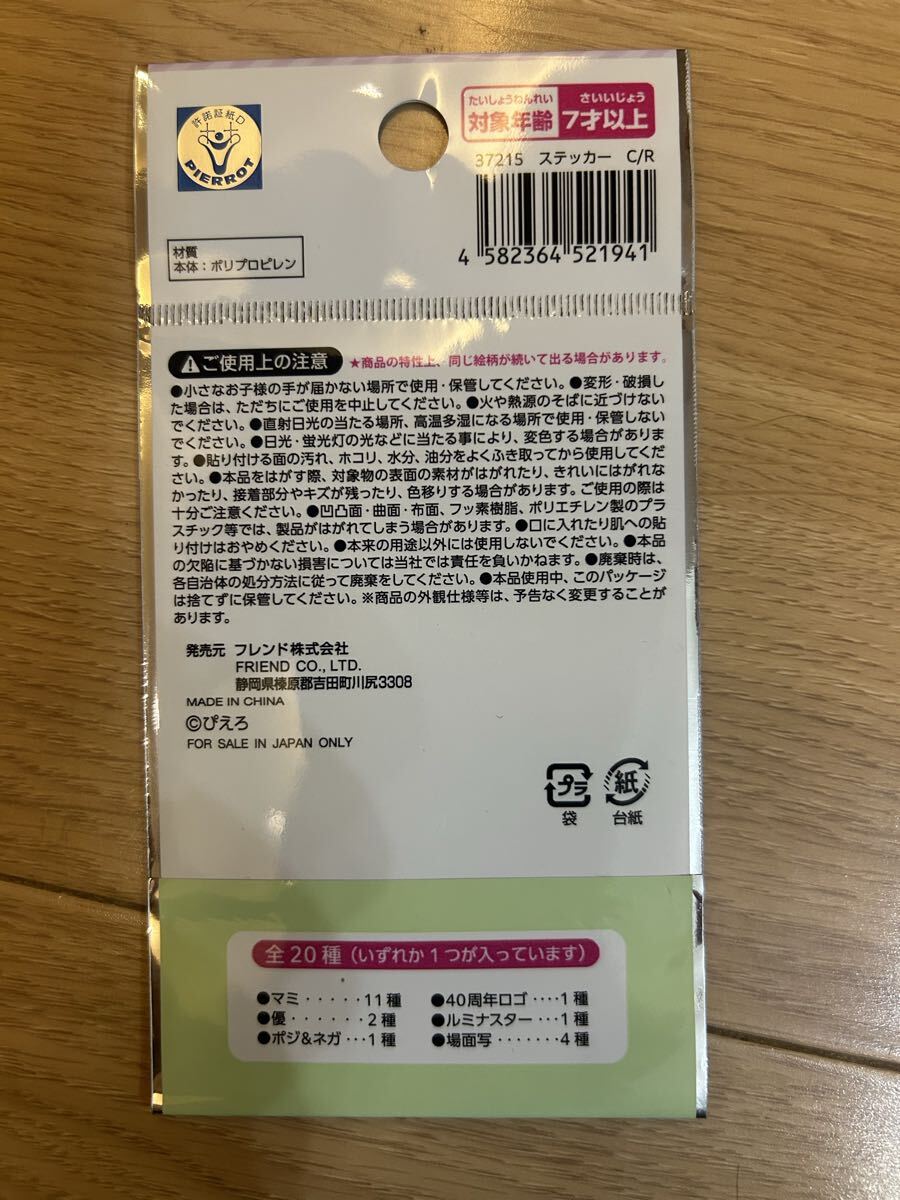 許諾証紙D
PIERROT
たいしょうねんれい さいいじょう
対象年齢 7才以上
37215 ステッカー C/R
4 582364 521941
材質
本体：ポリプロピレン
ご使用上の注意 ★商品の特性上、同じ絵柄が続いて出る場合があります。
●小さなお子様の手が届かない場所で使用・保管してください。●変形・破損し
た場合は、ただちにご使用を中止してください。●火や熱源のそばに近づけない
でください。●直射日光の当たる場所、高温多湿になる場所で使用・保管しない
でください。●日光・蛍光灯の光などに当たる事により、変色する場合がありま
す。●貼り付ける面の汚れ、ホコリ、水分、油分をよくふき取ってから使用してくだ
さい。●本品をはがす際、対象物の表面の素材がはがれたり、きれいにはがれな
かったり、接着部分やキズが残ったり、色移りする場合があります。ご使用の際は
十分ご注意ください。●凹凸面・曲面・布面、フッ素樹脂、ポリエチレン製のプラ
スチック等では、製品がはがれてしまう場合があります。●口に入れたり肌への貼
り付けはおやめください。●本来の用途以外には使用しないでください。●本品
の欠陥に基づかない損害については当社では責任を負いかねます。●廃棄時は、
各自治体の処分方法に従って廃棄をしてください。●本品使用中、このパッケージ
は捨てずに保管してください。※商品の外観仕様等は、予告なく変更することが
あります。
発売元 フレンド株式会社
FRIEND CO., LTD.
静岡県榛原郡吉田町川尻3308
MADE IN CHINA
©ぴえろ
FOR SALE IN JAPAN ONLY
プラ 紙
袋 台紙
全20種（いずれか1つが入っています）
●マミ・・・・・11種 ●40周年ロゴ・・・・1種
●優・・・・・・2種 ●ルミナスター・・・1種
●ポジ&ネガ・・・1種 ●場面写・・・・・・・4種